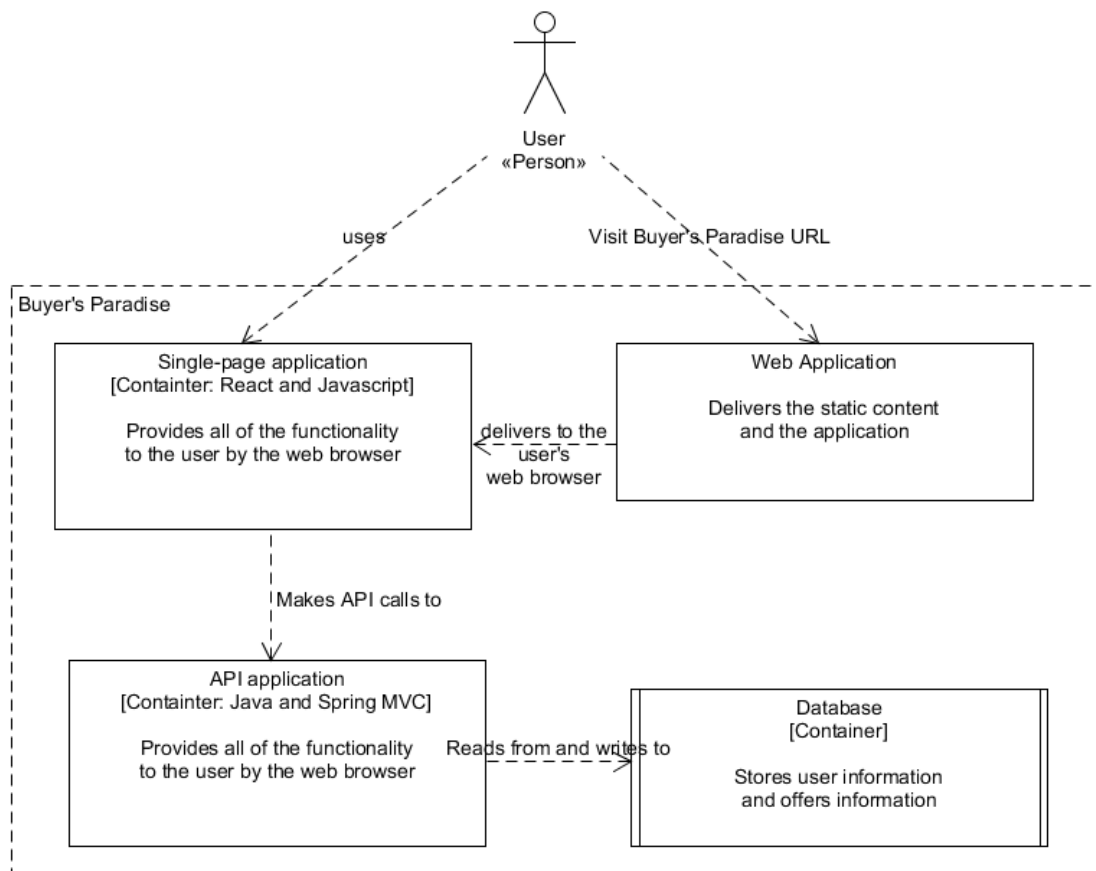 User
«Person»
uses
Visit Buyer's Paradise URL
Buyer's Paradise
Single-page application
[Containter: React and Javascript]
Provides all of the functionality
to the user by the web browser
Web Application
Delivers the static content
and the application
delivers to the
user's
web browser
Makes API calls to
API application
[Containter: Java and Spring MVC]
Provides all of the functionality
to the user by the web browser
Reads from and writes to
Database
[Container]
Stores user information
and offers information